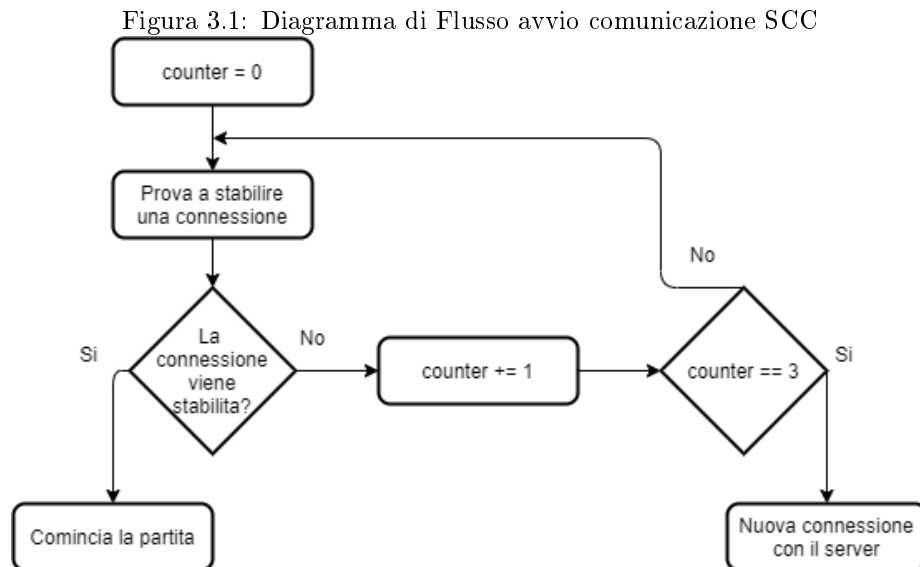 Figura 3.1: Diagramma di Flusso avvio comunicazione SCC
counter = 0
Prova a stabilire
una connessione
No
La
connessione
viene
stabilita?
Si
No
counter += 1
counter == 3
Si
Comincia la partita
Nuova connessione
con il server